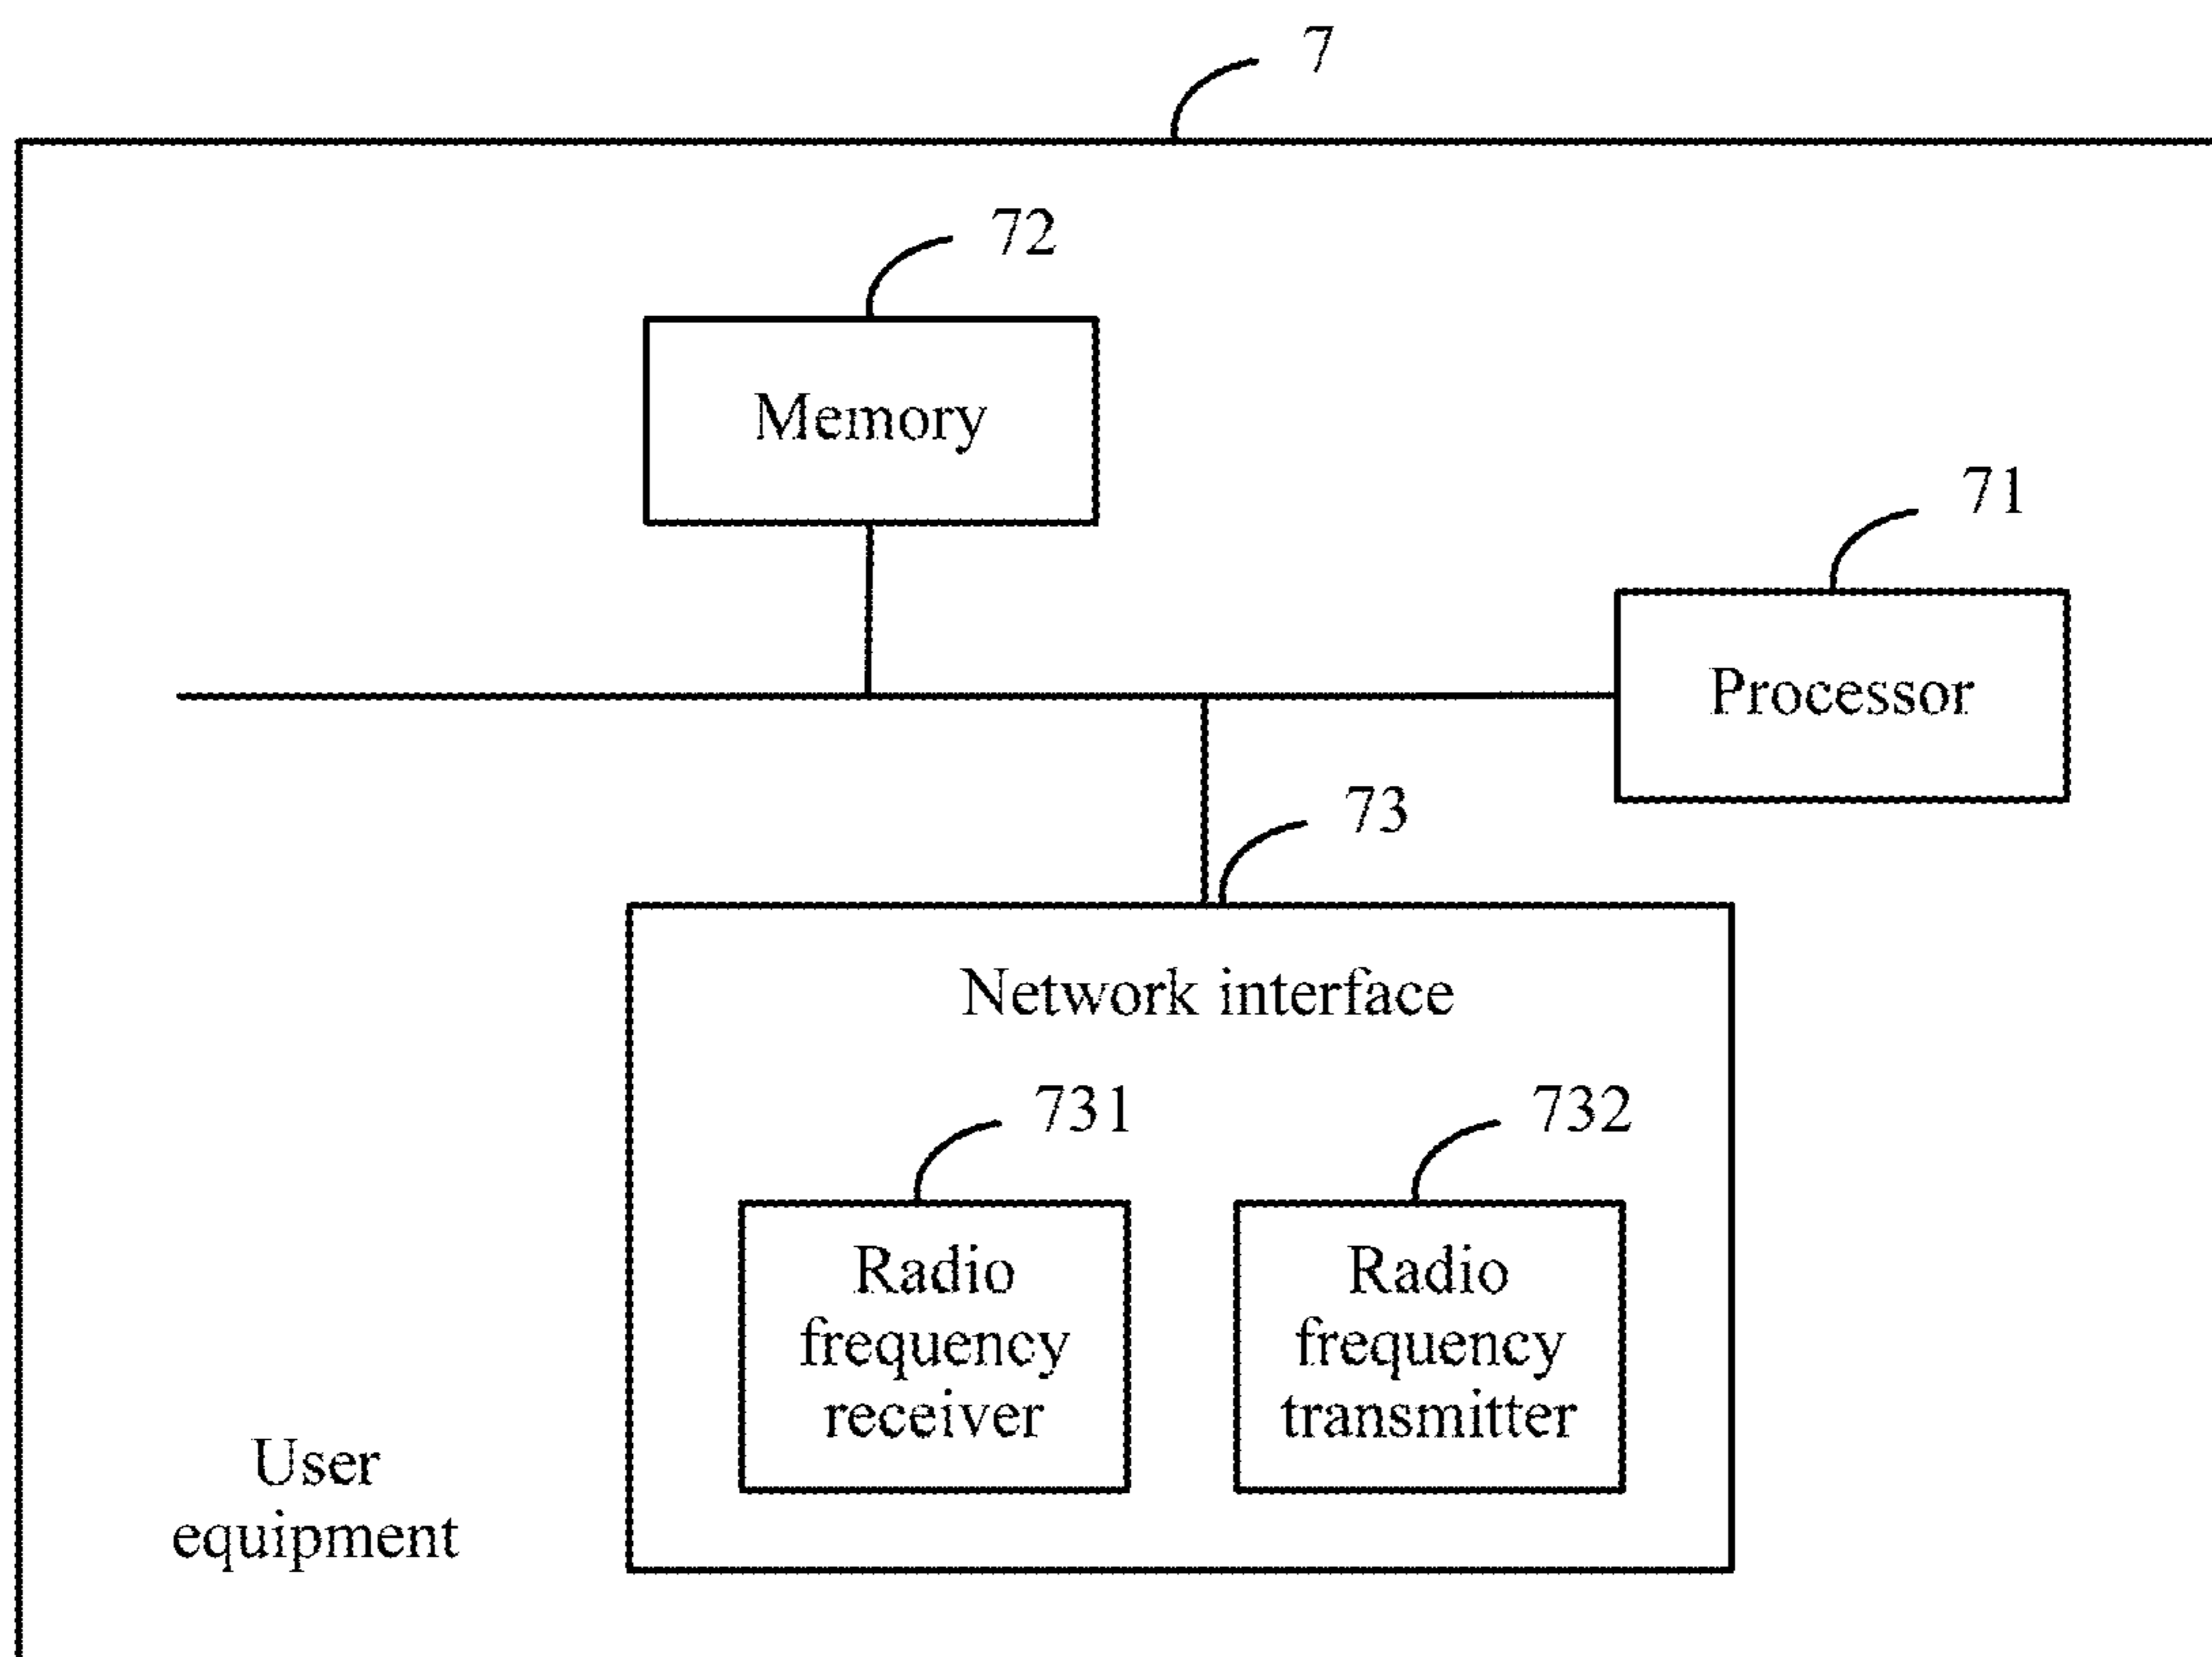 7
72
Memory
71
Processor
73
Network interface
731
732
Radio
frequency
receiver
Radio
frequency
transmitter
User
equipment